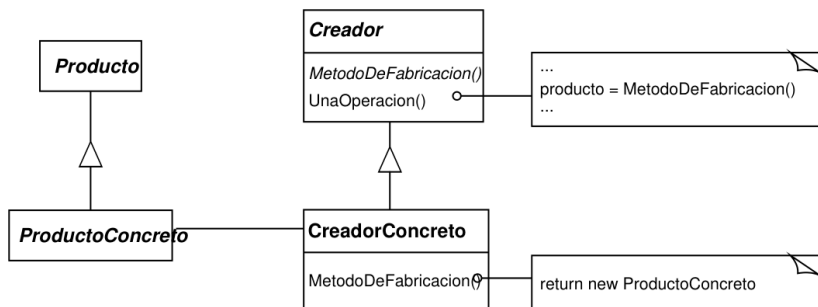 Creador
Producto
MetodoDeFabricacion()
UnaOperacion()
...
producto = MetodoDeFabricacion()
...
ProductoConcreto
CreadorConcreto
MetodoDeFabricacion()
return new ProductoConcreto